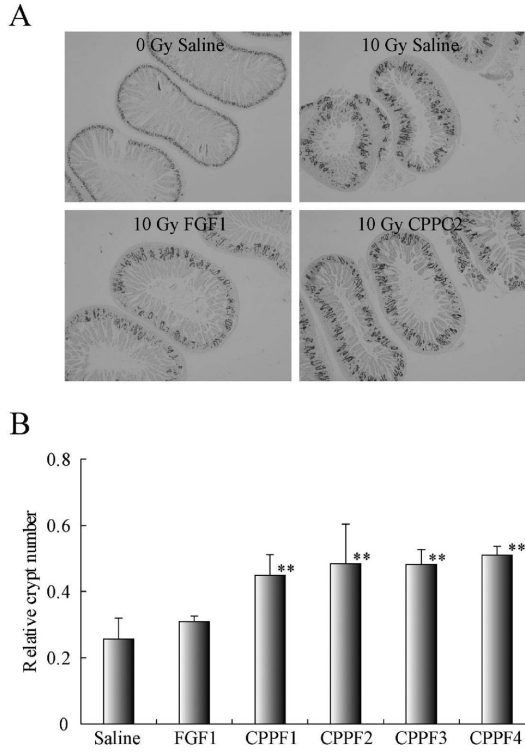 A
0 Gy Saline
10 Gy Saline
10 Gy FGF1
10 Gy CPPC2
B
Relative crypt number
0.8
0.6
0.4
0.2
0
**
**
**
**
Saline
FGF1
CPPF1
CPPF2
CPPF3
CPPF4